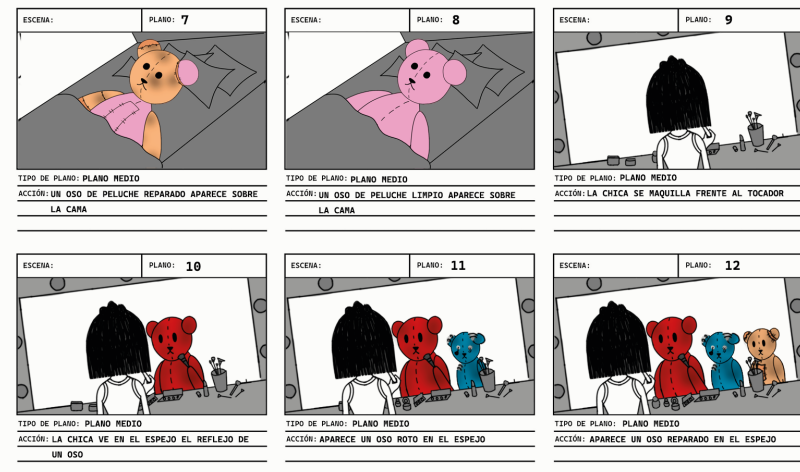 ESCENA: PLANO: 7
ESCENA: PLANO: 8
ESCENA: PLANO: 9
TIPO DE PLANO: PLANO MEDIO
ACCIÓN: UN OSO DE PELUCHE REPARADO APARECE SOBRE
LA CAMA
TIPO DE PLANO: PLANO MEDIO
ACCIÓN: UN OSO DE PELUCHE LIMPIO APARECE SOBRE
LA CAMA
TIPO DE PLANO: PLANO MEDIO
ACCIÓN: LA CHICA SE MAQUILLA FRENTE AL TOCADOR
ESCENA: PLANO: 10
ESCENA: PLANO: 11
ESCENA: PLANO: 12
TIPO DE PLANO: PLANO MEDIO
ACCIÓN: LA CHICA VE EN EL ESPEJO EL REFLEJO DE
UN OSO
TIPO DE PLANO: PLANO MEDIO
ACCIÓN: APARECE UN OSO ROTO EN EL ESPEJO
TIPO DE PLANO: PLANO MEDIO
ACCIÓN: APARECE UN OSO REPARADO EN EL ESPEJO